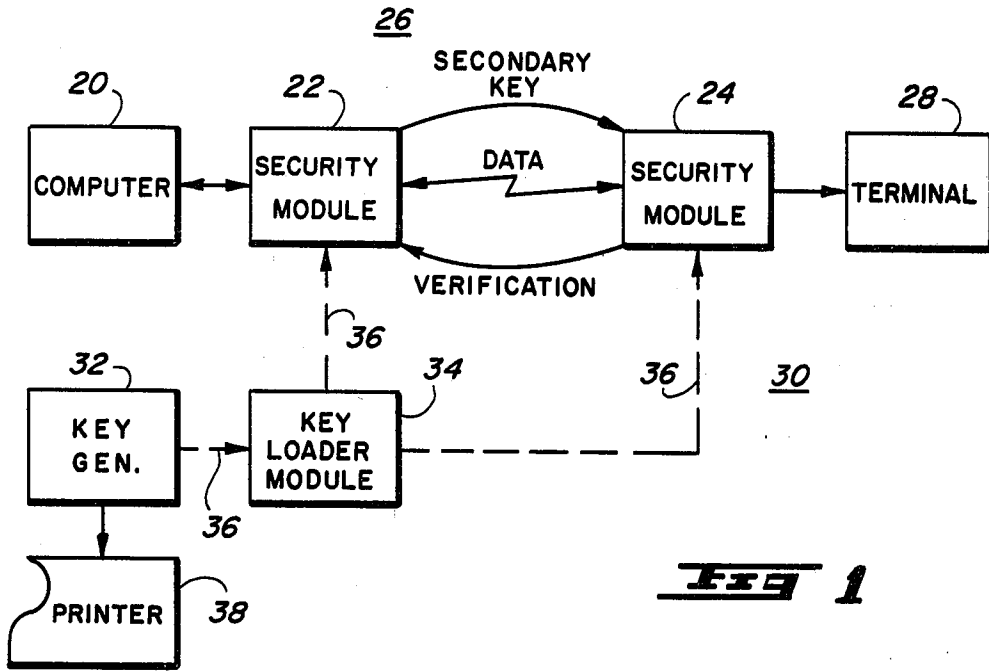 26
SECONDARY
KEY
20
22
24
28
COMPUTER
SECURITY
MODULE
DATA
SECURITY
MODULE
TERMINAL
VERIFICATION
36
36
30
32
34
KEY
GEN.
36
KEY
LOADER
MODULE
PRINTER
38
Fig 1